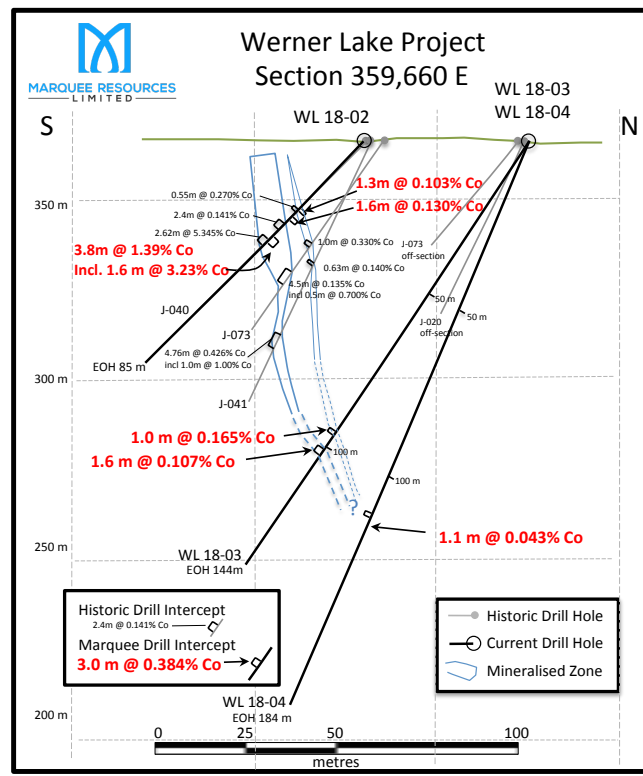 MARQUEE RESOURCES
LIMITED
Werner Lake Project
Section 359,660 E
WL 18-03
WL 18-04
WL 18-02
S
N
350 m
0.55m @ 0.270% Co
2.4m @ 0.141% Co
2.62m @ 5.345% Co
1.3m @ 0.103% Co
1.6m @ 0.130% Co
3.8m @ 1.39% Co
Incl. 1.6 m @ 3.23% Co
1.0m @ 0.330% Co
0.63m @ 0.140% Co
4.5m @ 0.135% Co
incl 0.5m @ 0.700% Co
J-073
off-section
50 m
50 m
J-020
off-section
J-040
J-073
4.76m @ 0.426% Co
incl 1.0m @ 1.00% Co
EOH 85 m
300 m
J-041
1.0 m @ 0.165% Co
1.6 m @ 0.107% Co
100 m
100 m
?
1.1 m @ 0.043% Co
250 m
WL 18-03
EOH 144m
Historic Drill Intercept
2.4m @ 0.141% Co
Marquee Drill Intercept
3.0 m @ 0.384% Co
Historic Drill Hole
Current Drill Hole
Mineralised Zone
WL 18-04
EOH 184 m
200 m
0 25 50 100
metres